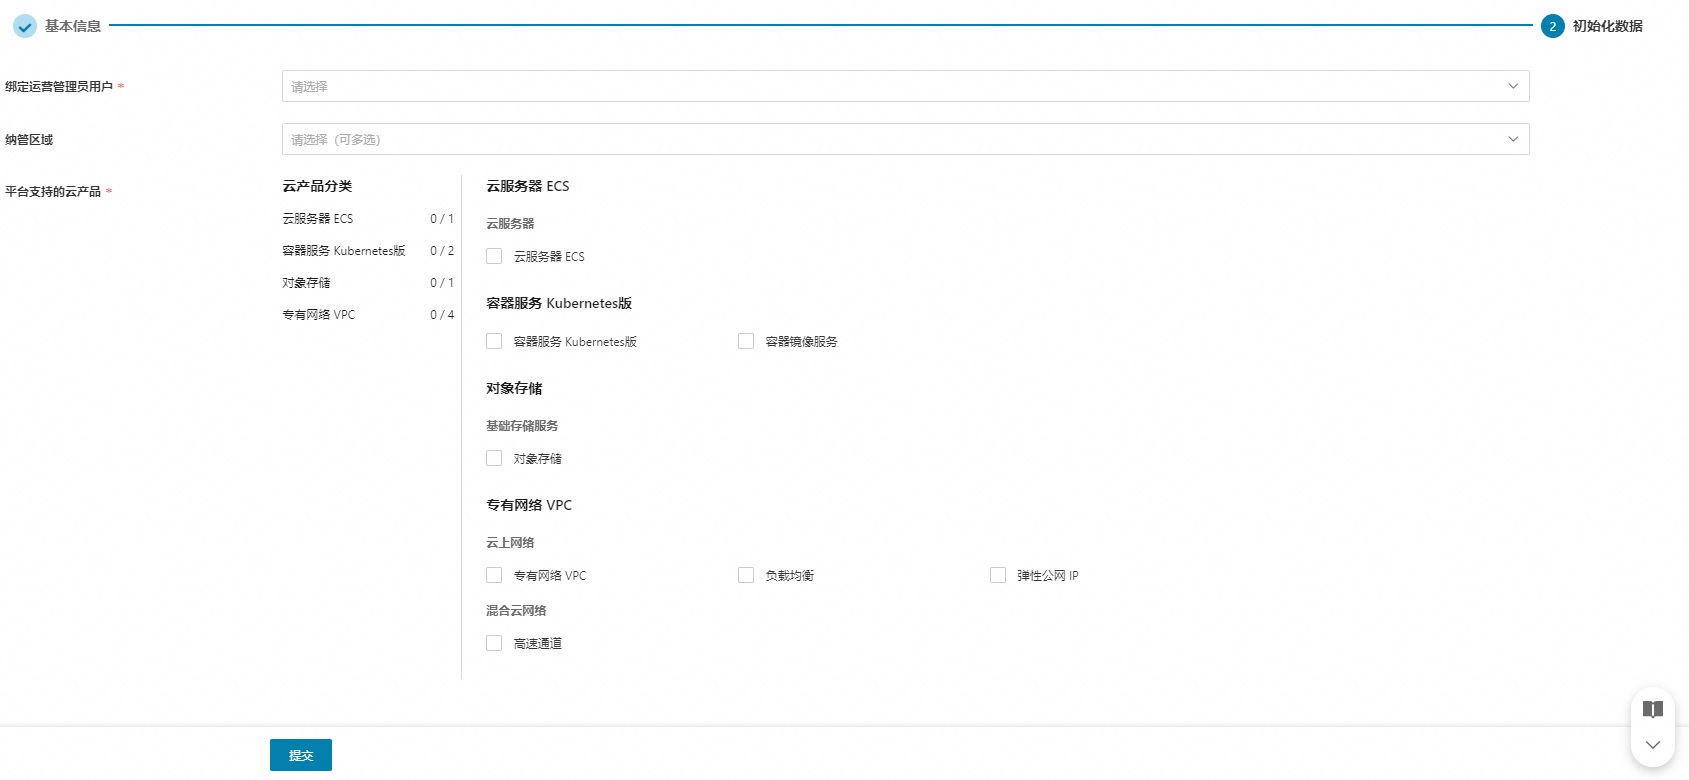 基本信息
2 初始化数据
绑定运营管理员用户 *
请选择
纳管区域
请选择（可多选）
平台支持的云产品 *
云产品分类
云服务器 ECS 0 / 1
容器服务 Kubernetes版 0 / 2
对象存储 0 / 1
专有网络 VPC 0 / 4
云服务器 ECS
云服务器
云服务器 ECS
容器服务 Kubernetes版
容器服务 Kubernetes版 容器镜像服务
对象存储
基础存储服务
对象存储
专有网络 VPC
云上网络
专有网络 VPC 负载均衡 弹性公网 IP
混合云网络
高速通道
提交